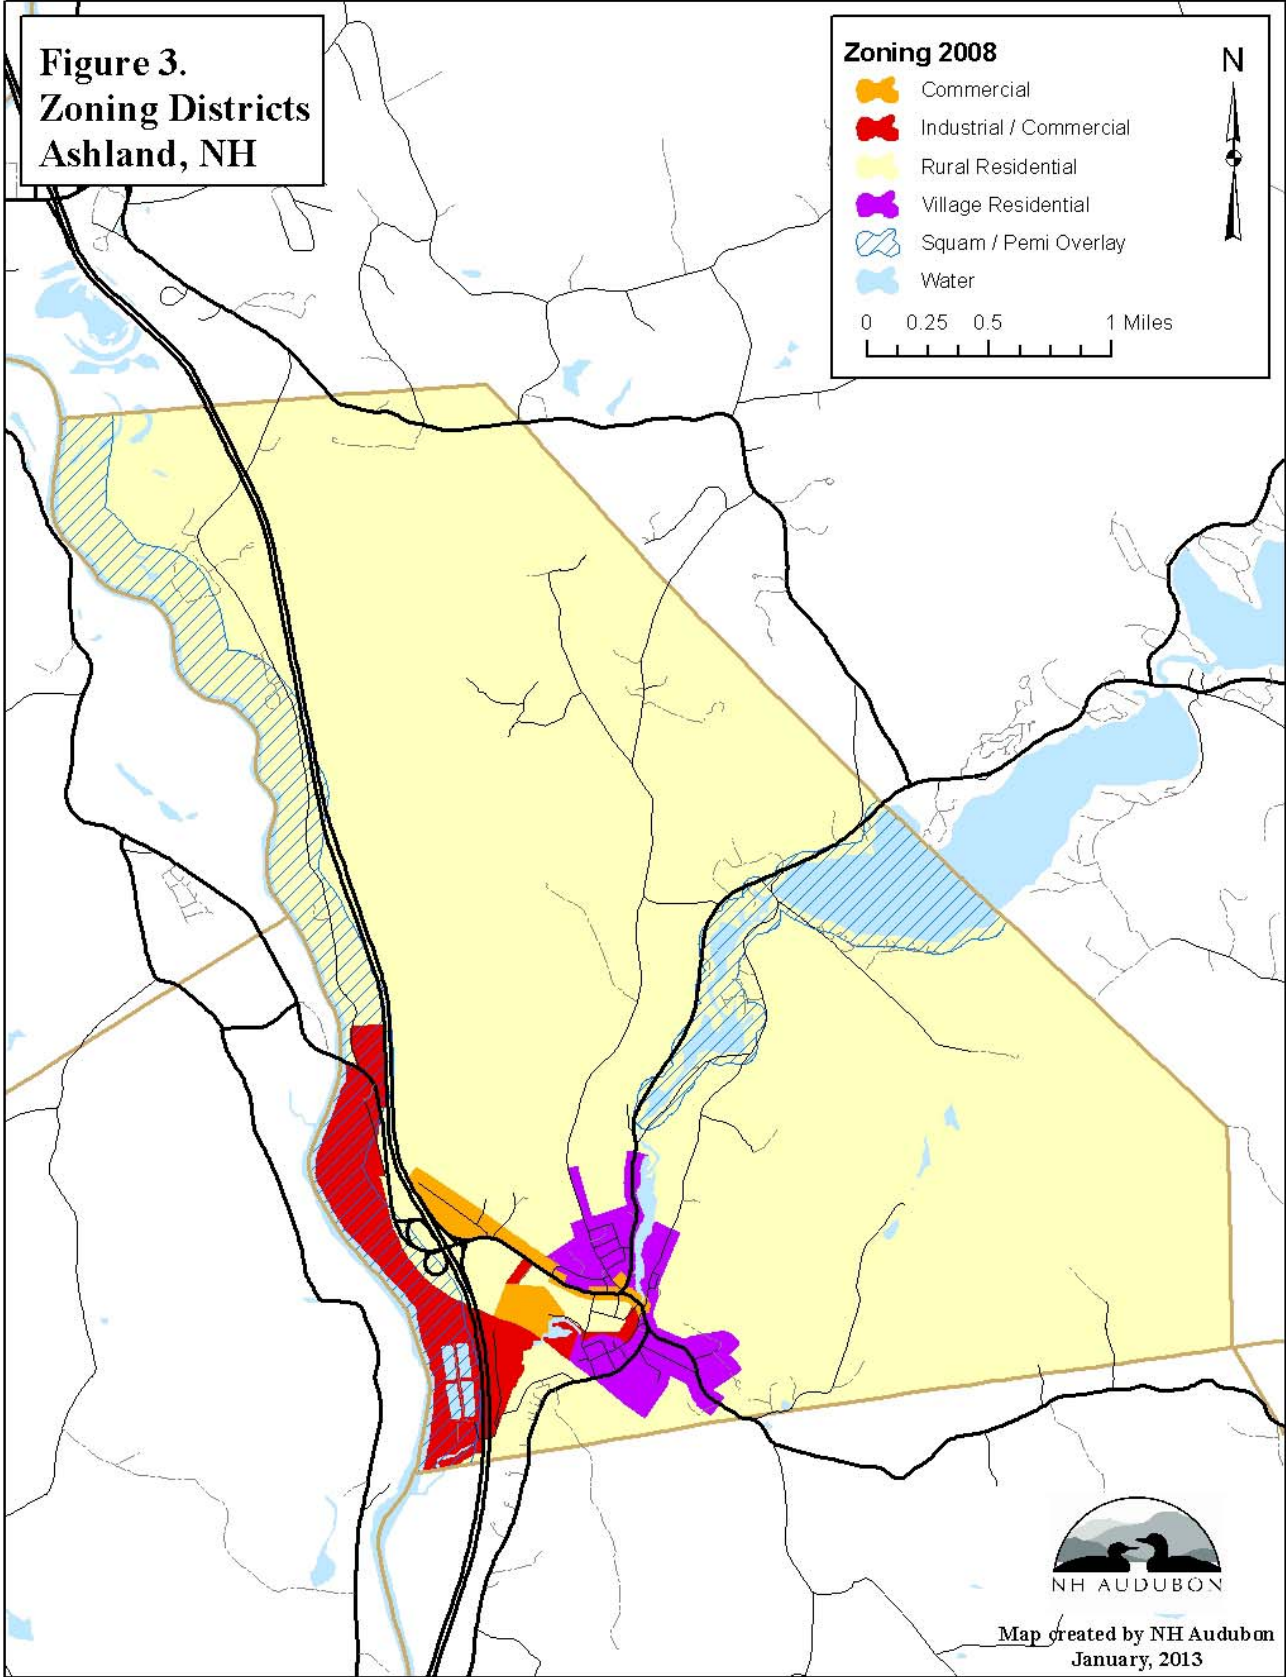 Figure 3.
Zoning Districts
Ashland, NH
Zoning 2008
Commercial
Industrial / Commercial
Rural Residential
Village Residential
Squam / Pemi Overlay
Water
0 0.25 0.5 1 Miles
N
NH AUDUBON
Map created by NH Audubon
January, 2013